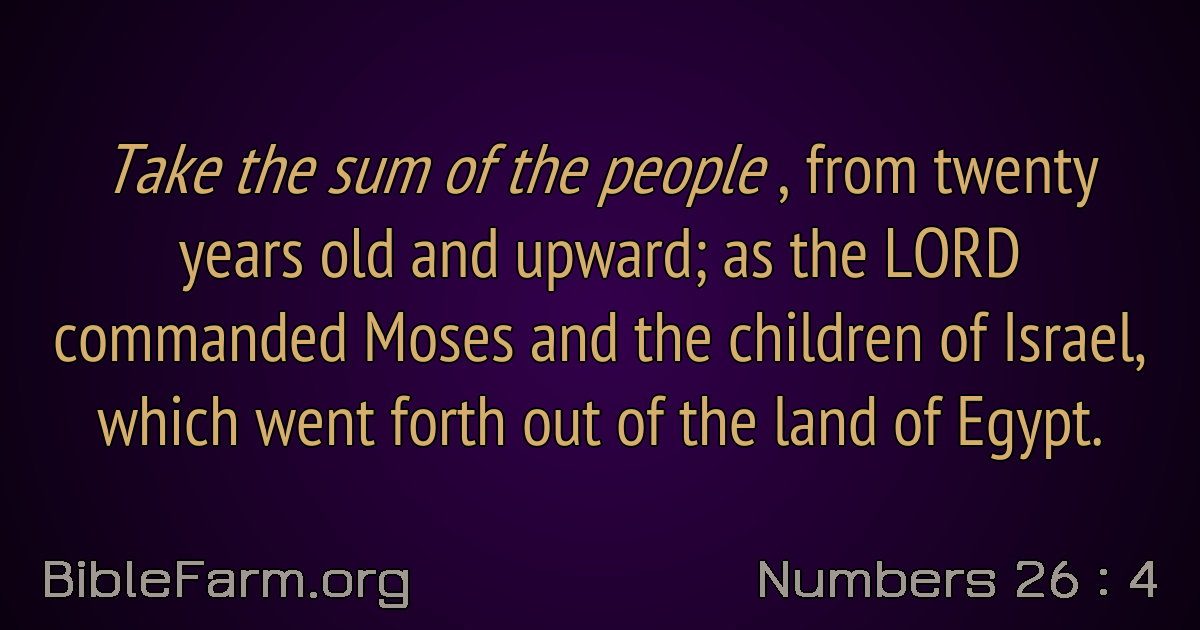 Take the sum of the people , from twenty
years old and upward; as the LORD
commanded Moses and the children of Israel,
which went forth out of the land of Egypt.
BibleFarm.org
Numbers 26 : 4